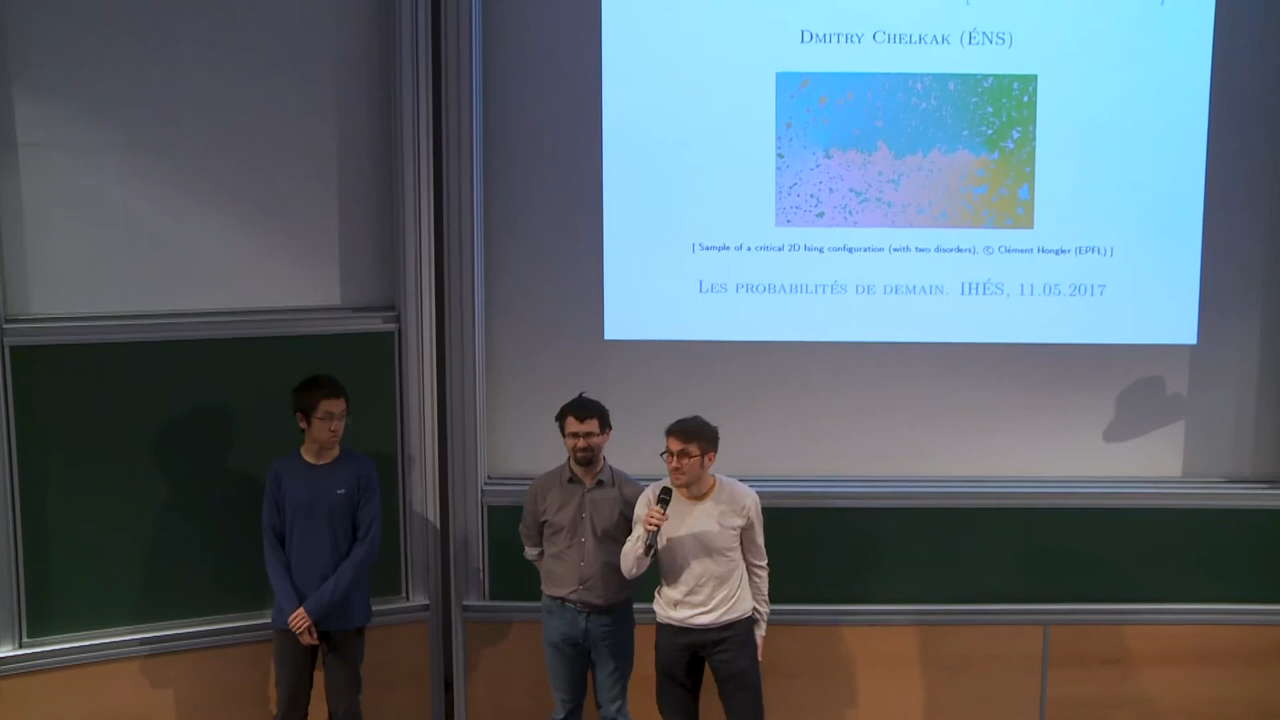 Dmitry Chelkak (ÉNS)
[ Sample of a critical 2D Ising configuration (with two disorders), © Clément Hongler (EPFL) ]
Les probabilités de demain. IHÉS, 11.05.2017